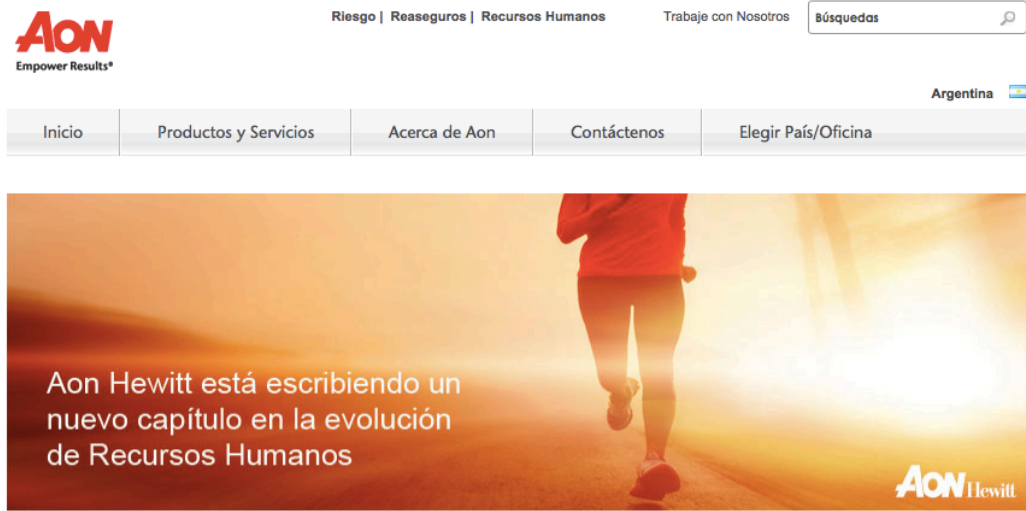 AON
Empower Results®
Riesgo | Reaseguros | Recursos Humanos
Trabaje con Nosotros
Búsquedas
Argentina
Inicio
Productos y Servicios
Acerca de Aon
Contáctenos
Elegir País/Oficina
Aon Hewitt está escribiendo un
nuevo capítulo en la evolución
de Recursos Humanos
AON Hewitt